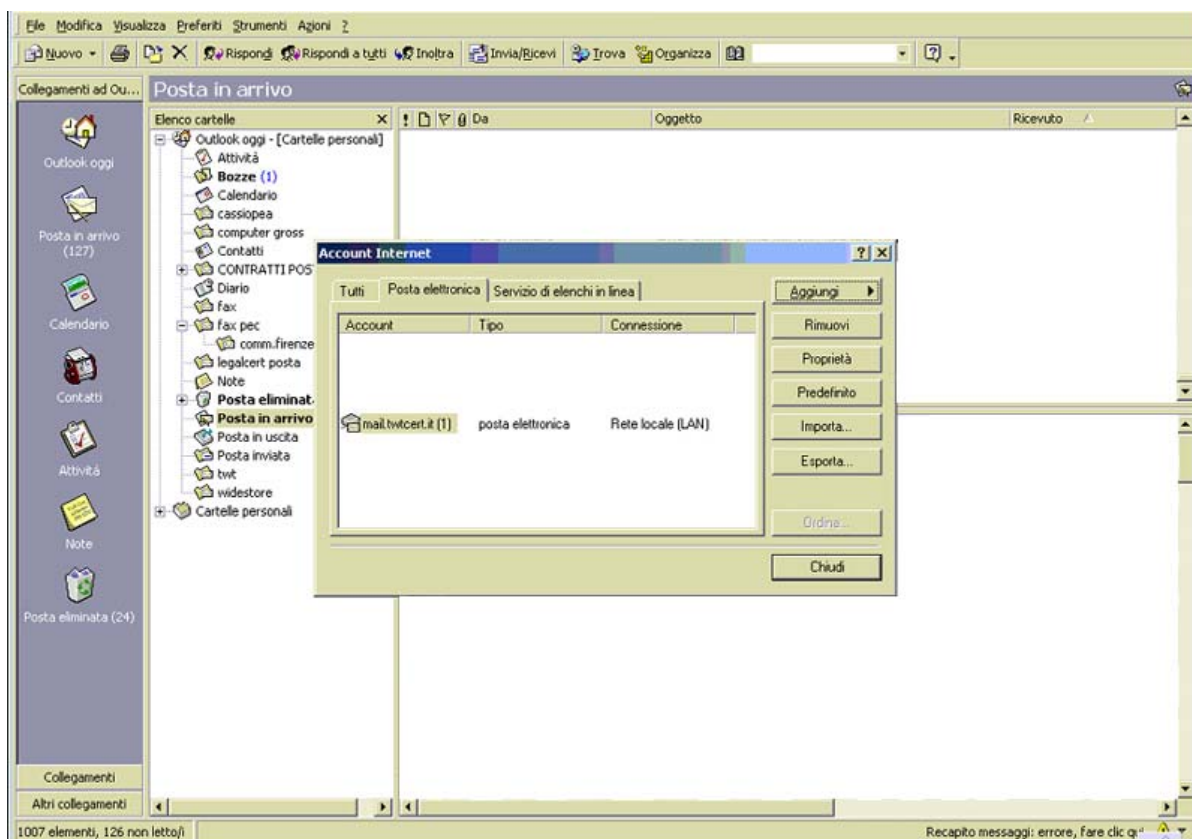 File Modifica Visualizza Preferiti Strumenti Azioni ?
Nuovo Rispondi Rispondi a tutti Inoltra Invia/Ricevi Trova Organizza
Collegamenti ad Ou... Posta in arrivo
Outlook oggi
Posta in arrivo
(127)
Calendario
Contatti
Attività
Note
Posta eliminata (24)
Collegamenti
Altri collegamenti
Elenco cartelle
Outlook oggi - [Cartelle personali]
Attività
Bozze (1)
Calendario
cassiopea
computer gross
Contatti
CONTRATTI POS
Diario
fax
fax pec
comm.firenze
legalcert posta
Note
Posta eliminat
Posta in arrivo
Posta in uscita
Posta inviata
twt
widestore
Cartelle personali
Da Oggetto Ricevuto
Account Internet
Tutti Posta elettronica Servizio di elenchi in linea
Account Tipo Connessione
mail.twtcert.it (1) posta elettronica Rete locale (LAN)
Aggiungi
Rimuovi
Proprietà
Predefinito
Importa...
Esporta...
Ordina...
Chiudi
1007 elementi, 126 non letto/i Recapito messaggi: errore, fare clic qu